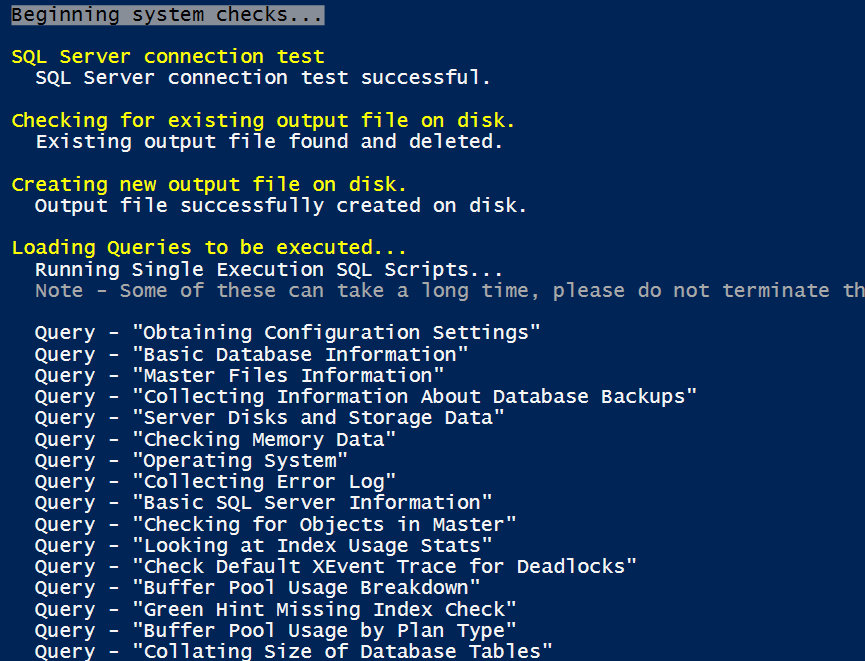 Beginning system checks...
SQL Server connection test
SQL Server connection test successful.
Checking for existing output file on disk.
Existing output file found and deleted.
Creating new output file on disk.
Output file successfully created on disk.
Loading Queries to be executed...
Running Single Execution SQL Scripts...
Note - Some of these can take a long time, please do not terminate th
Query - "Obtaining Configuration Settings"
Query - "Basic Database Information"
Query - "Master Files Information"
Query - "Collecting Information About Database Backups"
Query - "Server Disks and Storage Data"
Query - "Checking Memory Data"
Query - "Operating System"
Query - "Collecting Error Log"
Query - "Basic SQL Server Information"
Query - "Checking for Objects in Master"
Query - "Looking at Index Usage Stats"
Query - "Check Default XEvent Trace for Deadlocks"
Query - "Buffer Pool Usage Breakdown"
Query - "Green Hint Missing Index Check"
Query - "Buffer Pool Usage by Plan Type"
Query - "Collating Size of Database Tables"